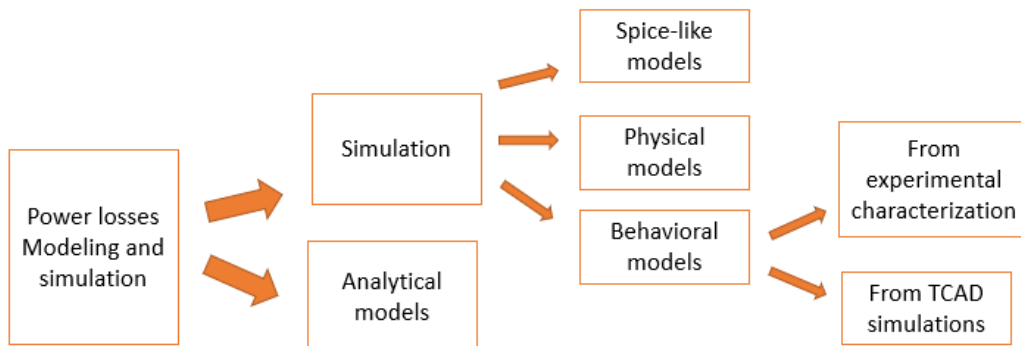 Power losses
Modeling and
simulation
Simulation
Analytical
models
Spice-like
models
Physical
models
Behavioral
models
From
experimental
characterization
From TCAD
simulations